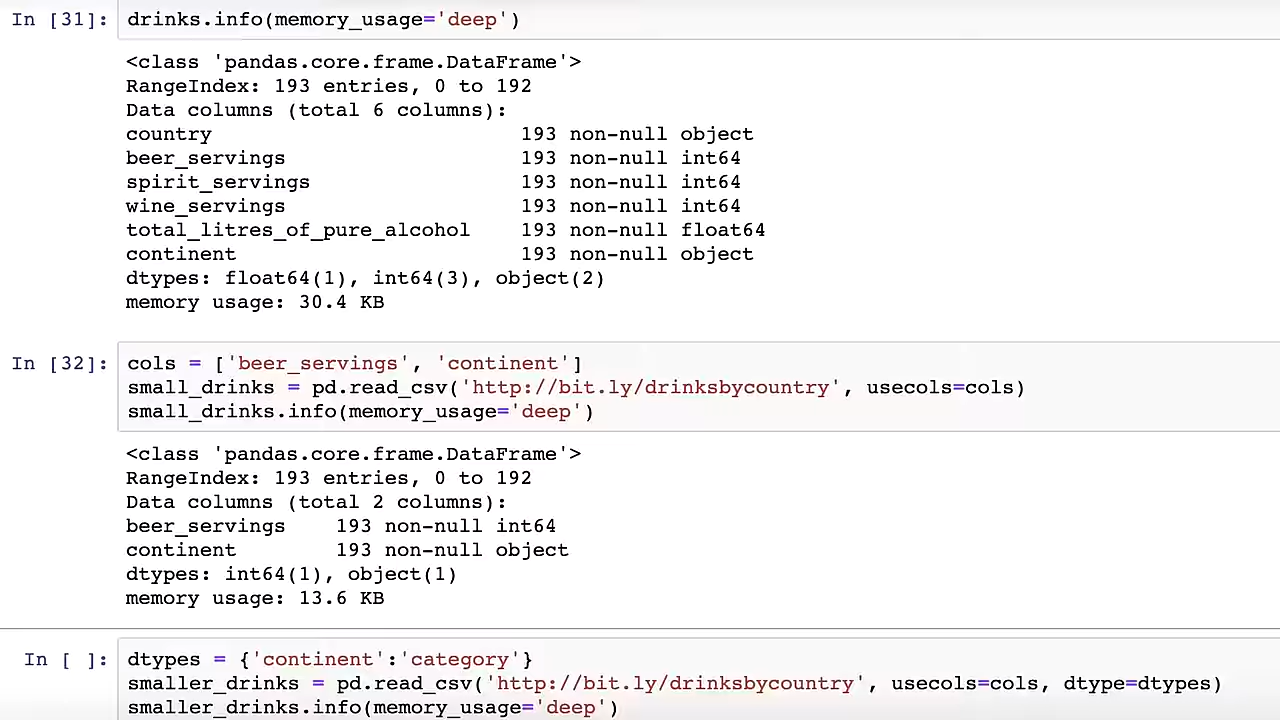 In [31]: drinks.info(memory_usage='deep')
<class 'pandas.core.frame.DataFrame'>
RangeIndex: 193 entries, 0 to 192
Data columns (total 6 columns):
country 193 non-null object
beer_servings 193 non-null int64
spirit_servings 193 non-null int64
wine_servings 193 non-null int64
total_litres_of_pure_alcohol 193 non-null float64
continent 193 non-null object
dtypes: float64(1), int64(3), object(2)
memory usage: 30.4 KB
In [32]: cols = ['beer_servings', 'continent']
small_drinks = pd.read_csv('http://bit.ly/drinksbycountry', usecols=cols)
small_drinks.info(memory_usage='deep')
<class 'pandas.core.frame.DataFrame'>
RangeIndex: 193 entries, 0 to 192
Data columns (total 2 columns):
beer_servings 193 non-null int64
continent 193 non-null object
dtypes: int64(1), object(1)
memory usage: 13.6 KB
In [ ]: dtypes = {'continent':'category'}
smaller_drinks = pd.read_csv('http://bit.ly/drinksbycountry', usecols=cols, dtype=dtypes)
smaller_drinks.info(memory_usage='deep')